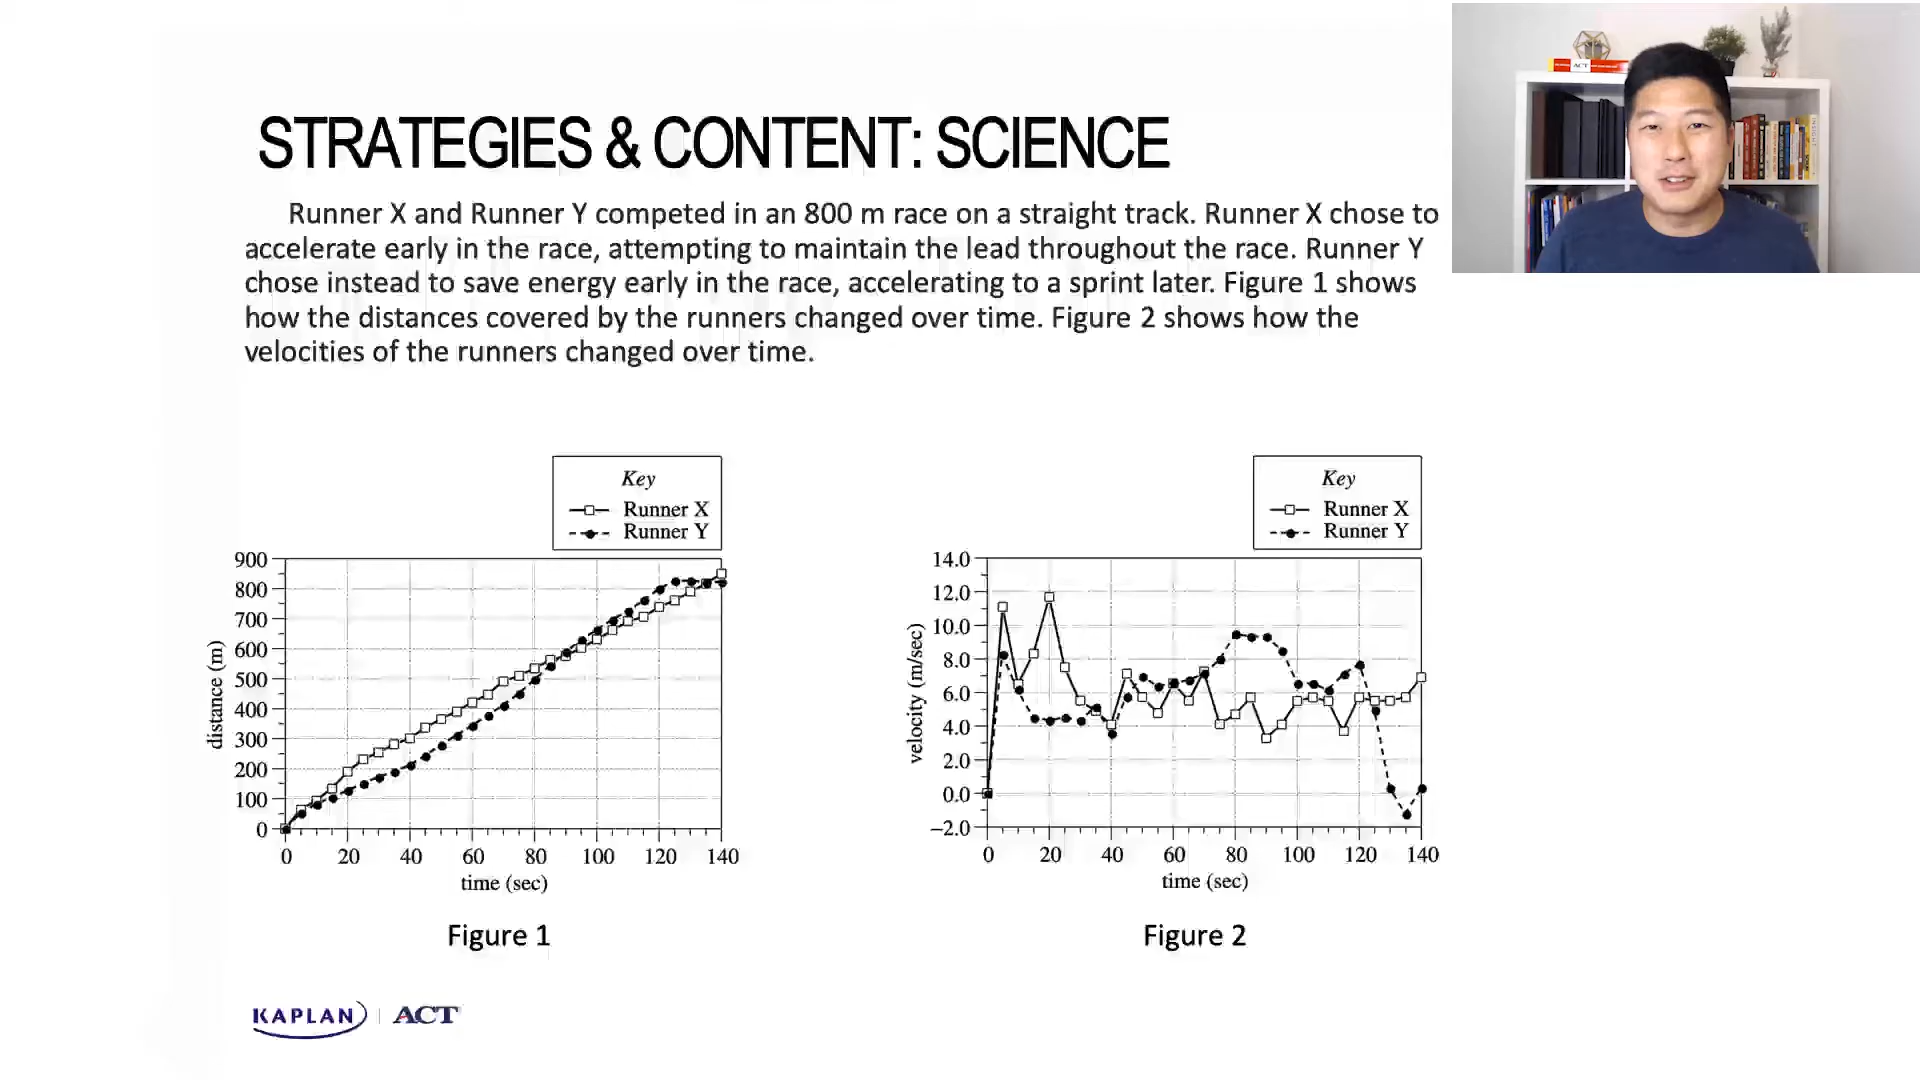 STRATEGIES & CONTENT: SCIENCE
Runner X and Runner Y competed in an 800 m race on a straight track. Runner X chose to
accelerate early in the race, attempting to maintain the lead throughout the race. Runner Y
chose instead to save energy early in the race, accelerating to a sprint later. Figure 1 shows
how the distances covered by the runners changed over time. Figure 2 shows how the
velocities of the runners changed over time.
Key
Runner X
Runner Y
900
800
700
600
500
400
300
200
100
0
distance (m)
0 20 40 60 80 100 120 140
time (sec)
Figure 1
Key
Runner X
Runner Y
14.0
12.0
10.0
8.0
6.0
4.0
2.0
0.0
−2.0
velocity (m/sec)
0 20 40 60 80 100 120 140
time (sec)
Figure 2
KAPLAN | ACT
ACT